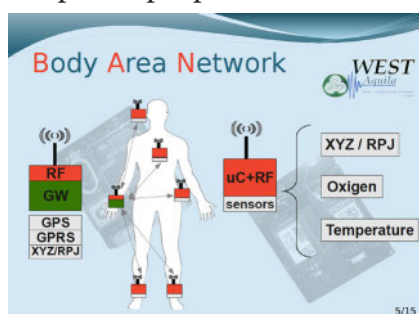 Body Area Network
WEST
Aquila
RF
GW
GPS
GPRS
XYZ/RPJ
uC+RF
sensors
XYZ / RPJ
Oxigen
Temperature
5/15